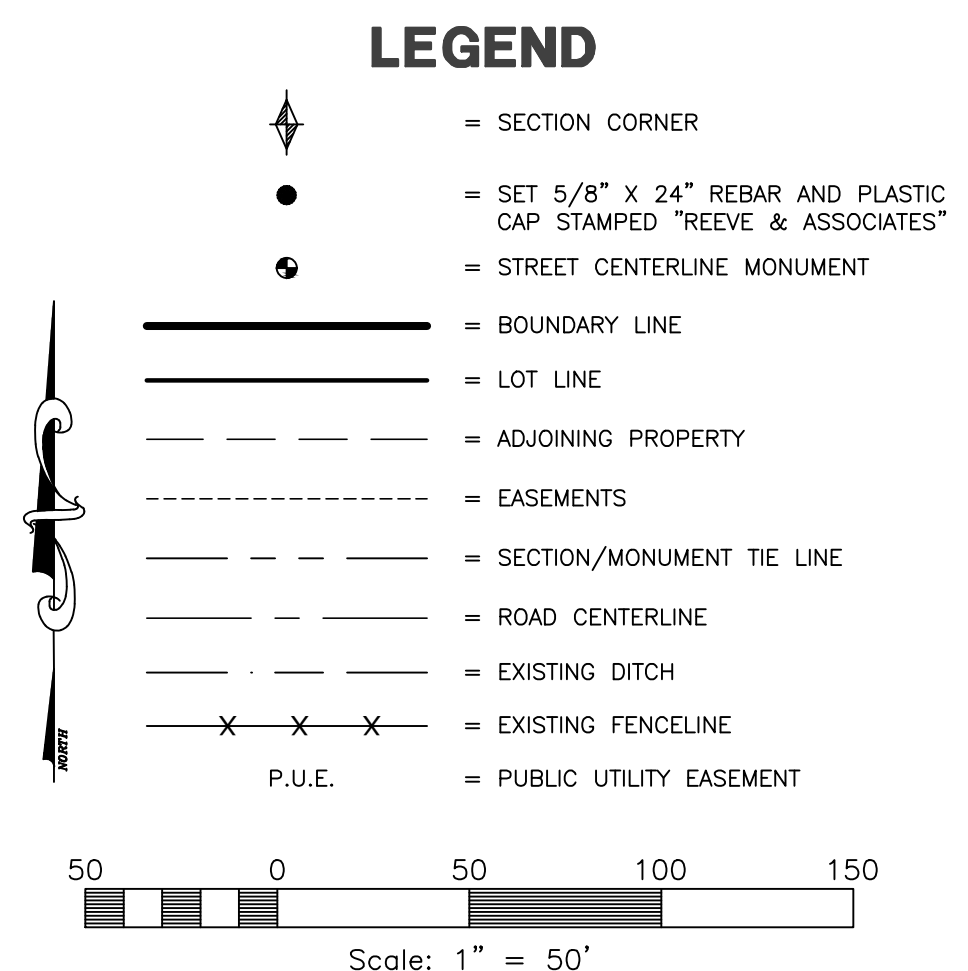 LEGEND
= SECTION CORNER
= SET 5/8" X 24" REBAR AND PLASTIC
CAP STAMPED "REEVE & ASSOCIATES"
= STREET CENTERLINE MONUMENT
= BOUNDARY LINE
= LOT LINE
= ADJOINING PROPERTY
= EASEMENTS
= SECTION/MONUMENT TIE LINE
= ROAD CENTERLINE
= EXISTING DITCH
X X X = EXISTING FENCELINE
NORTH
P.U.E. = PUBLIC UTILITY EASEMENT
50 0 50 100 150
Scale: 1" = 50'